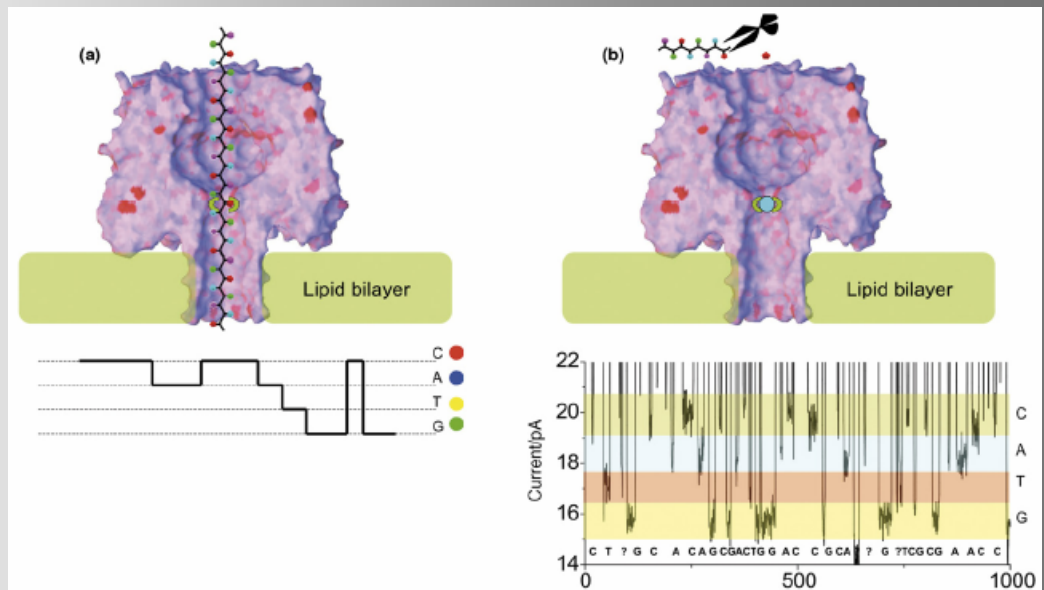 (a)
Lipid bilayer
C
A
T
G
(b)
Lipid bilayer
Current/pA
22
20
18
16
14
C
A
T
G
C T ? G C A C A G C G A C T G G A C C G C A ? G ? T C G C G A A C C
0 500 1000